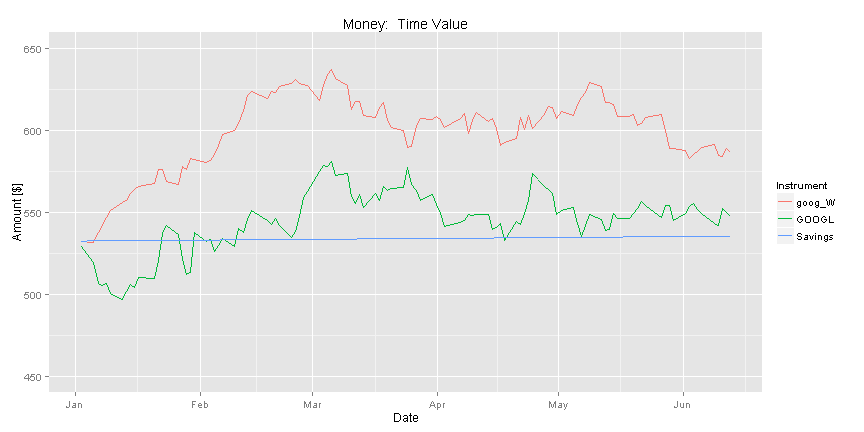 Money:  Time Value
650
600
550
500
450
Amount [$]
Jan Feb Mar Apr May Jun
Date
Instrument
goog_W
GOOGL
Savings